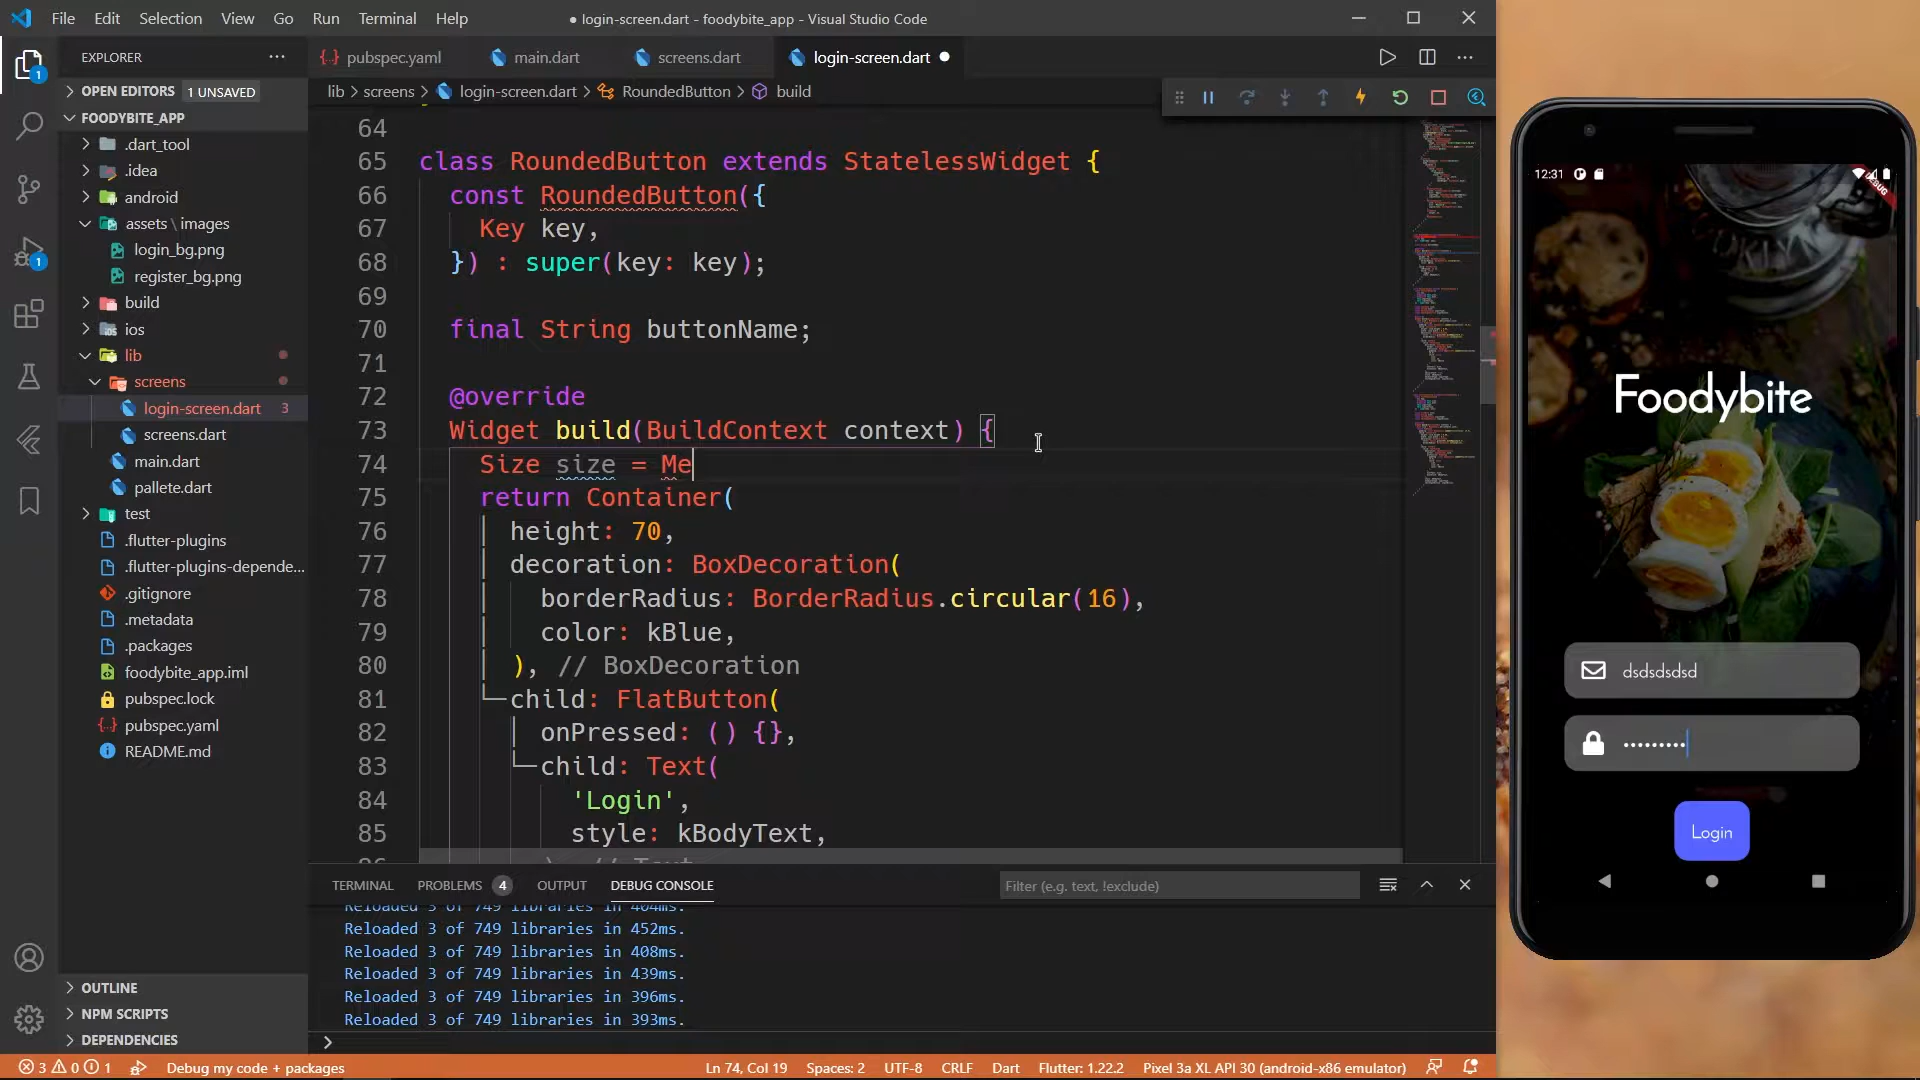 File Edit Selection View Go Run Terminal Help
● login-screen.dart - foodybite_app - Visual Studio Code
EXPLORER
pubspec.yaml
main.dart
screens.dart
login-screen.dart
OPEN EDITORS 1 UNSAVED
lib > screens > login-screen.dart > RoundedButton > build
FOODYBITE_APP
.dart_tool
.idea
android
assets \ images
login_bg.png
register_bg.png
build
ios
lib
screens
login-screen.dart 3
screens.dart
main.dart
pallete.dart
test
.flutter-plugins
.flutter-plugins-depende...
.gitignore
.metadata
.packages
foodybite_app.iml
pubspec.lock
pubspec.yaml
README.md
OUTLINE
NPM SCRIPTS
DEPENDENCIES
64
65 class RoundedButton extends StatelessWidget {
66 const RoundedButton({
67 Key key,
68 }) : super(key: key);
69
70 final String buttonName;
71
72 @override
73 Widget build(BuildContext context) {
74 Size size = Me
75 return Container(
76 height: 70,
77 decoration: BoxDecoration(
78 borderRadius: BorderRadius.circular(16),
79 color: kBlue,
80 ), // BoxDecoration
81 child: FlatButton(
82 onPressed: () {},
83 child: Text(
84 'Login',
85 style: kBodyText,
86 ), // Text
TERMINAL PROBLEMS 4 OUTPUT DEBUG CONSOLE
Filter (e.g. text, !exclude)
Reloaded 3 of 749 libraries in 404ms.
Reloaded 3 of 749 libraries in 452ms.
Reloaded 3 of 749 libraries in 408ms.
Reloaded 3 of 749 libraries in 439ms.
Reloaded 3 of 749 libraries in 396ms.
Reloaded 3 of 749 libraries in 393ms.
3 0 1 Debug my code + packages
Ln 74, Col 19 Spaces: 2 UTF-8 CRLF Dart Flutter: 1.22.2 Pixel 3a XL API 30 (android-x86 emulator)
12:31
DEBUG
Foodybite
dsdsdsdsd
•••••••••
Login